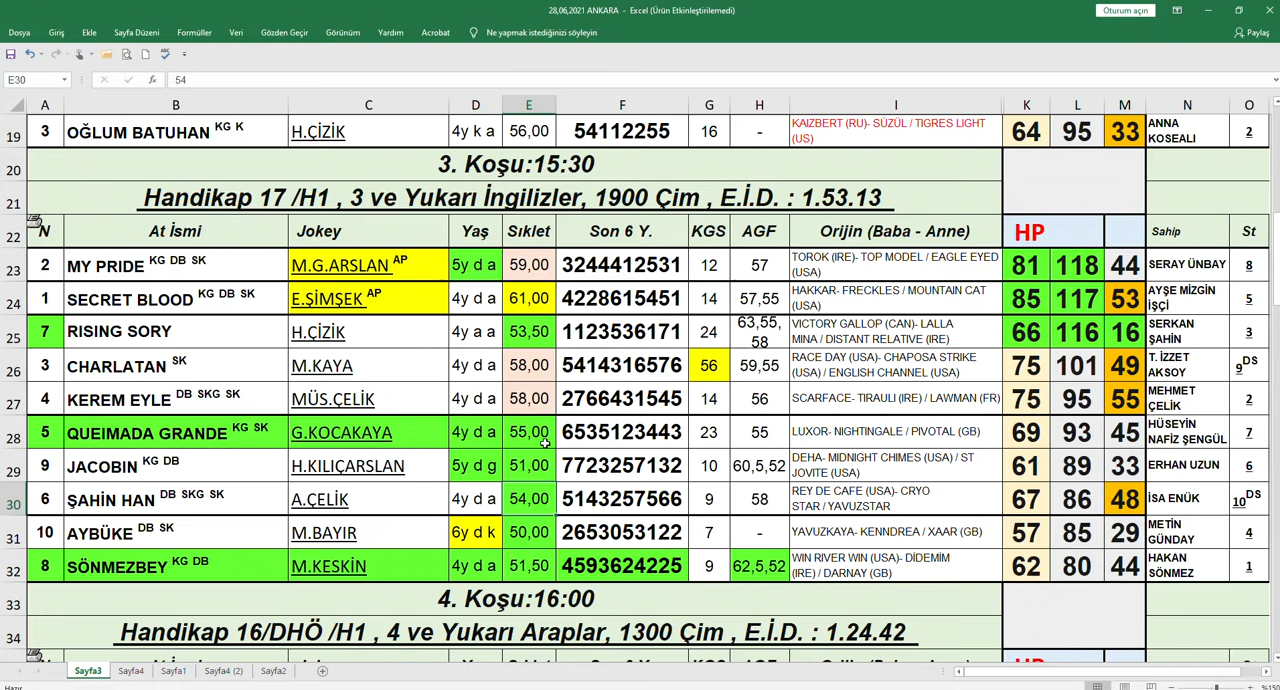 28,06,2021 ANKARA - Excel (Ürün Etkinleştirilemedi)
Oturum açın
Dosya Giriş Ekle Sayfa Düzeni Formüller Veri Gözden Geçir Görünüm Yardım Acrobat Ne yapmak istediğinizi söyleyin Paylaş
E30 fx 54
A B C D E F G H I K L M N O
19 3 OĞLUM BATUHAN KG K H.ÇİZİK 4y k a 56,00 54112255 16 - KAIZBERT (RU)- SÜZÜL / TIGRES LIGHT (US) 64 95 33 ANNA KOSEALI 2
20 3. Koşu:15:30
21 Handikap 17 /H1 , 3 ve Yukarı İngilizler, 1900 Çim , E.İ.D. : 1.53.13
22 N At İsmi Jokey Yaş Sıklet Son 6 Y. KGS AGF Orijin (Baba - Anne) HP Sahip St
23 2 MY PRIDE KG DB SK M.G.ARSLAN AP 5y d a 59,00 3244412531 12 57 TOROK (IRE)- TOP MODEL / EAGLE EYED (USA) 81 118 44 SERAY ÜNBAY 8
24 1 SECRET BLOOD KG DB SK E.ŞİMŞEK AP 4y d a 61,00 4228615451 14 57,55 HAKKAR- FRECKLES / MOUNTAIN CAT (USA) 85 117 53 AYŞE MİZGİN İŞÇİ 5
25 7 RISING SORY H.ÇİZİK 4y a a 53,50 1123536171 24 63,55, 58 VICTORY GALLOP (CAN)- LALLA MINA / DISTANT RELATIVE (IRE) 66 116 16 SERKAN ŞAHİN 3
26 3 CHARLATAN SK M.KAYA 4y d a 58,00 5414316576 56 59,55 RACE DAY (USA)- CHAPOSA STRIKE (USA) / ENGLISH CHANNEL (USA) 75 101 49 T. İZZET AKSOY 9DS
27 4 KEREM EYLE DB SKG SK MÜS.ÇELİK 4y d a 58,00 2766431545 14 56 SCARFACE- TIRAULI (IRE) / LAWMAN (FR) 75 95 55 MEHMET ÇELİK 2
28 5 QUEIMADA GRANDE KG SK G.KOCAKAYA 4y d a 55,00 6535123443 23 55 LUXOR- NIGHTINGALE / PIVOTAL (GB) 69 93 45 HÜSEYİN NAFİZ ŞENGÜL 7
29 9 JACOBIN KG DB H.KILIÇARSLAN 5y d g 51,00 7723257132 10 60,5,52 DEHA- MIDNIGHT CHIMES (USA) / ST JOVITE (USA) 61 89 33 ERHAN UZUN 6
30 6 ŞAHİN HAN DB SKG SK A.ÇELİK 4y d a 54,00 5143257566 9 58 REY DE CAFE (USA)- CRYO STAR / YAVUZSTAR 67 86 48 İSA ENÜK 10DS
31 10 AYBÜKE DB SK M.BAYIR 6y d k 50,00 2653053122 7 - YAVUZKAYA- KENNDREA / XAAR (GB) 57 85 29 METİN GÜNDAY 4
32 8 SÖNMEZBEY KG DB M.KESKİN 4y d a 51,50 4593624225 9 62,5,52 WIN RIVER WIN (USA)- DİDEMİM (IRE) / DARNAY (GB) 62 80 44 HAKAN SÖNMEZ 1
33 4. Koşu:16:00
34 Handikap 16/DHÖ /H1 , 4 ve Yukarı Araplar, 1300 Çim , E.İ.D. : 1.24.42
Sayfa3 Sayfa4 Sayfa1 Sayfa4 (2) Sayfa2
Hazır %150